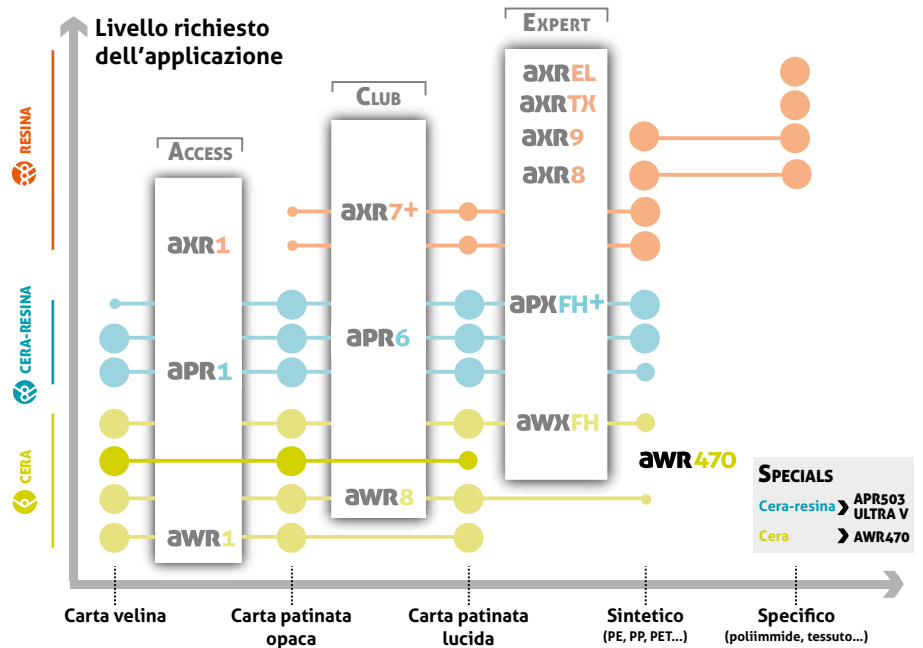 Livello richiesto
dell'applicazione
ACCESS
CLUB
EXPERT
RESINA
CERA-RESINA
CERA
aXR1
aPR1
aWR1
aXR7+
aPR6
aWR8
aXREL
aXRTX
aXR9
aXR8
aPXFH+
aWXFH
aWR470
SPECIALS
Cera-resina
APR503
ULTRA V
Cera
AWR470
Carta velina
Carta patinata
opaca
Carta patinata
lucida
Sintetico
(PE, PP, PET...)
Specifico
(poliimmide, tessuto...)